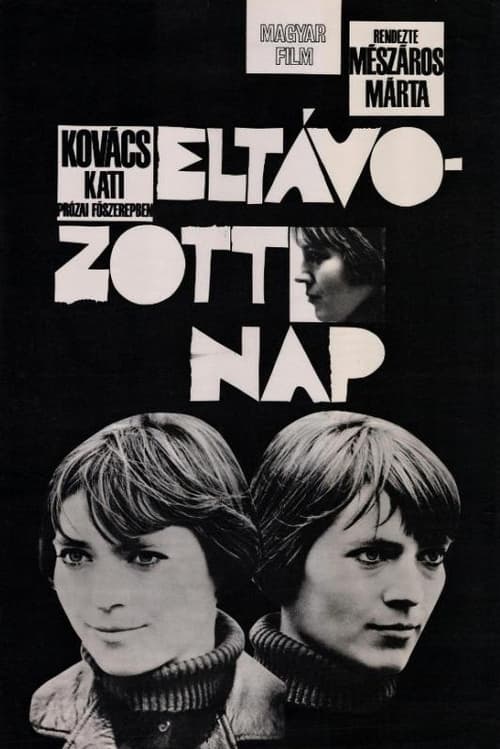 MAGYAR
FILM
RENDEZTE
MÉSZÁROS
MÁRTA
KOVÁCS
KATI
PRÓZAI FŐSZEREPBEN
ELTÁVO-
ZOTT
NAP